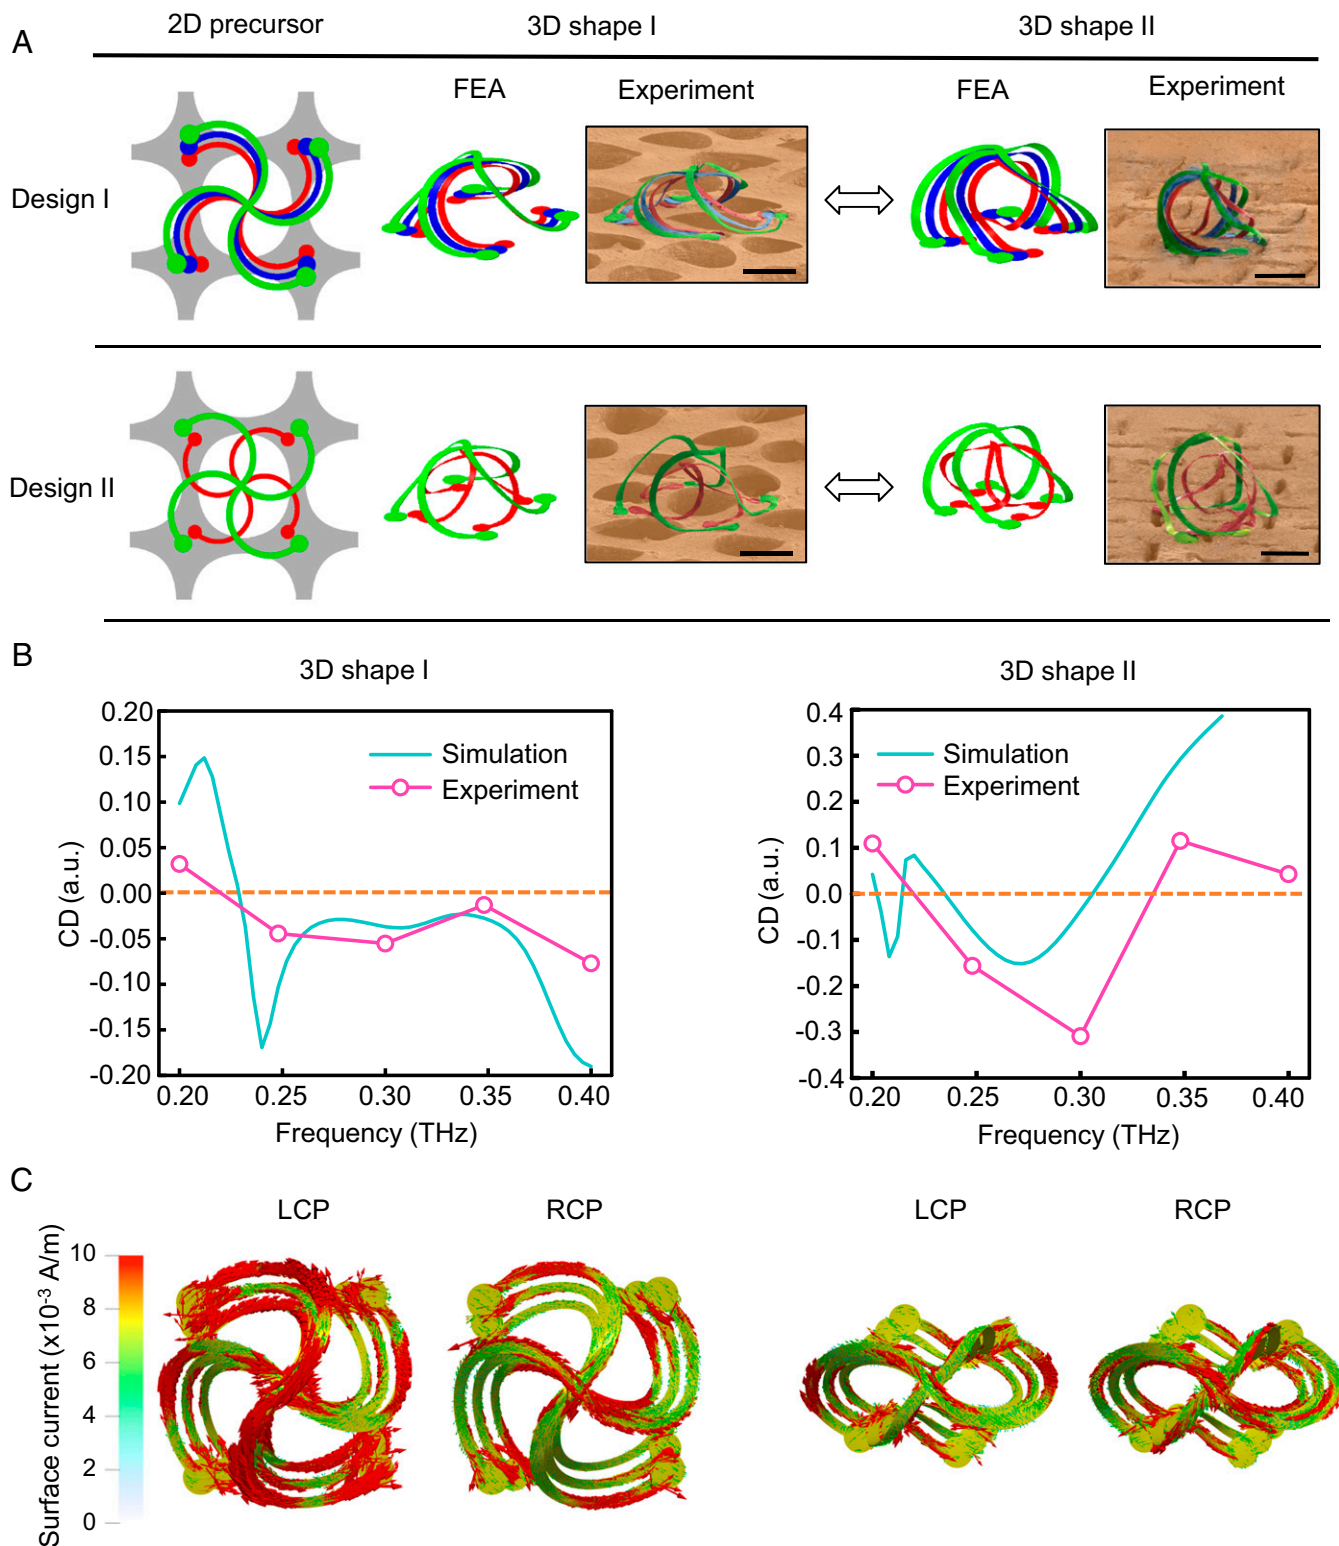 A
2D precursor
3D shape I
3D shape II
FEA
Experiment
FEA
Experiment
Design I
Design II
B
3D shape I
3D shape II
0.20
0.15
0.10
0.05
0.00
-0.05
-0.10
-0.15
-0.20
CD (a.u.)
Simulation
Experiment
0.20
0.25
0.30
0.35
0.40
Frequency (THz)
0.4
0.3
0.2
0.1
0.0
-0.1
-0.2
-0.3
-0.4
CD (a.u.)
Simulation
Experiment
0.20
0.25
0.30
0.35
0.40
Frequency (THz)
C
LCP
RCP
LCP
RCP
Surface current (x10⁻³ A/m)
10
8
6
4
2
0